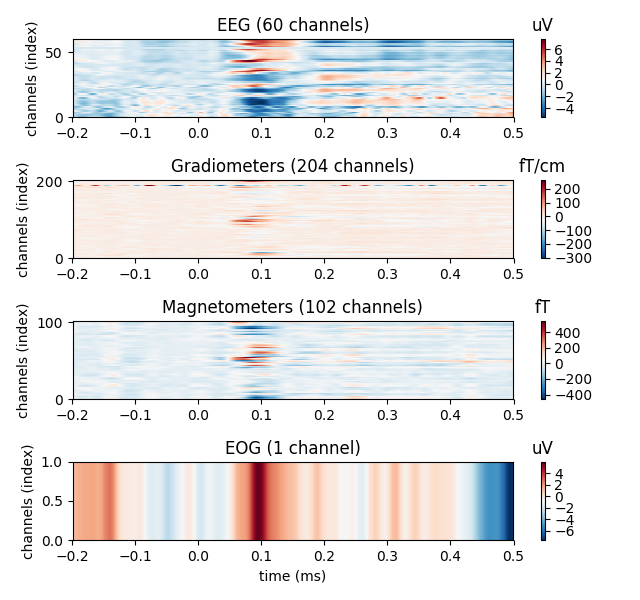 EEG (60 channels)
uV
channels (index)
50
0
6
4
2
0
−2
−4
−0.2 −0.1 0.0 0.1 0.2 0.3 0.4 0.5
Gradiometers (204 channels)
fT/cm
channels (index)
200
0
200
100
0
−100
−200
−300
−0.2 −0.1 0.0 0.1 0.2 0.3 0.4 0.5
Magnetometers (102 channels)
fT
channels (index)
100
0
400
200
0
−200
−400
−0.2 −0.1 0.0 0.1 0.2 0.3 0.4 0.5
EOG (1 channel)
uV
channels (index)
1.0
0.5
0.0
4
2
0
−2
−4
−6
−0.2 −0.1 0.0 0.1 0.2 0.3 0.4 0.5
time (ms)